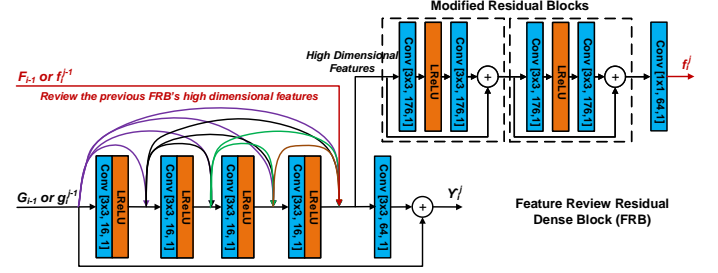 Modified Residual Blocks
High Dimensional
Features
Conv [3x3, 176,1]
LReLU
Conv [3x3, 176,1]
+
Conv [3x3, 176,1]
LReLU
Conv [3x3, 176,1]
+
Conv [1x1, 64,1]
f_i^j
F_{i-1} or f_i^{j-1}
Review the previous FRB's high dimensional features
G_{i-1} or g_i^{j-1}
Conv [3x3, 16, 1]
LReLU
Conv [3x3, 16, 1]
LReLU
Conv [3x3, 16, 1]
LReLU
Conv [3x3, 16, 1]
LReLU
Conv [3x3, 64, 1]
+
Y_i^j
Feature Review Residual
Dense Block (FRB)